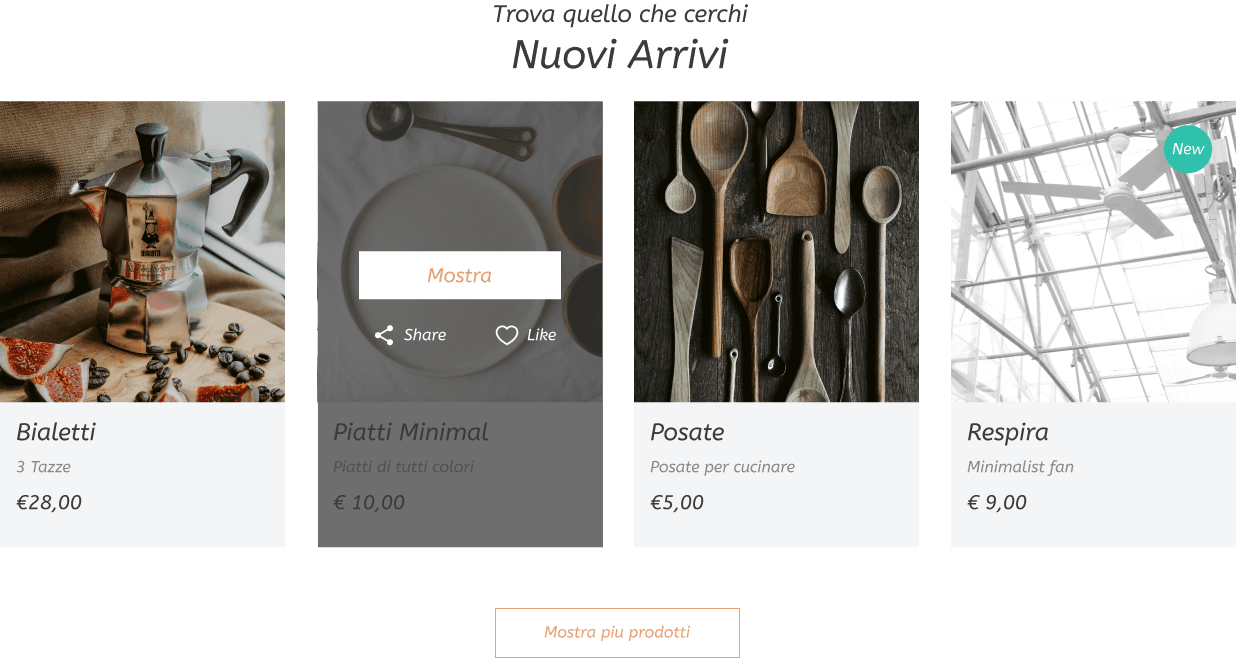 Trova quello che cerchi
Nuovi Arrivi
New
BIALETTI
Mostra
Share
Like
Bialetti
3 Tazze
€28,00
Piatti Minimal
Piatti di tutti colori
€ 10,00
Posate
Posate per cucinare
€5,00
Respira
Minimalist fan
€ 9,00
Mostra piu prodotti